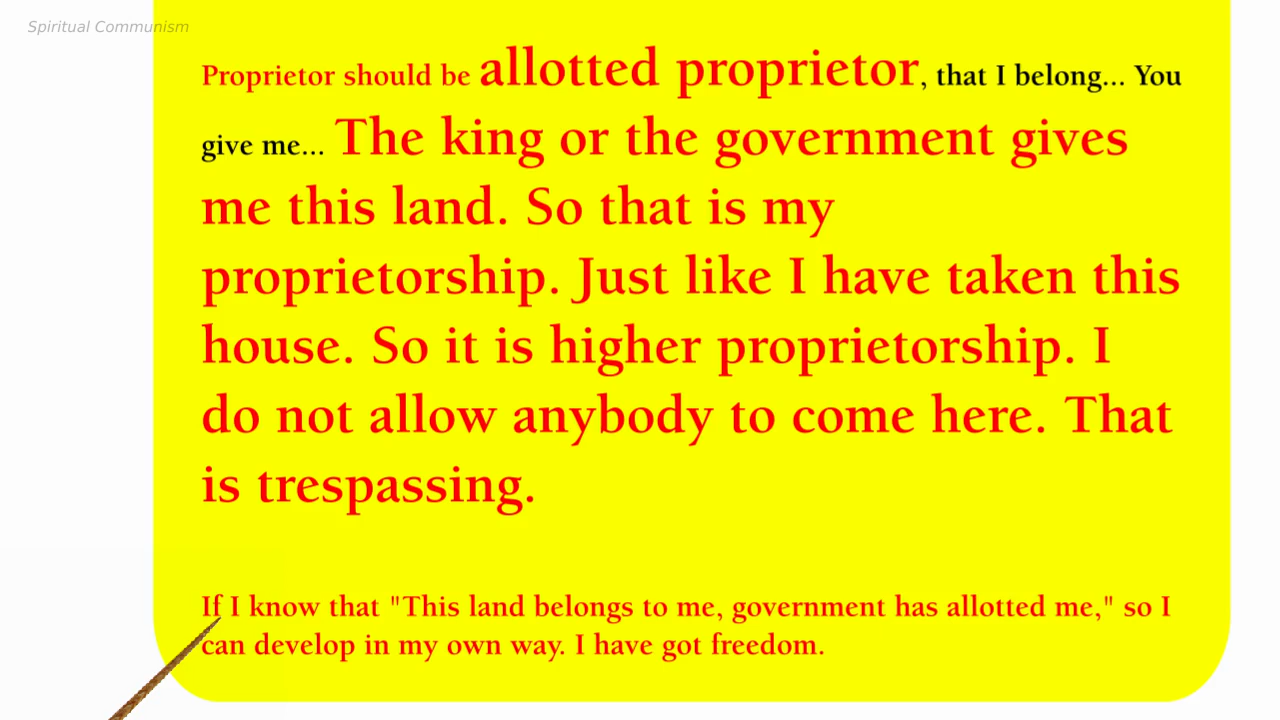 Spiritual Communism
Proprietor should be allotted proprietor, that I belong... You
give me... The king or the government gives
me this land. So that is my
proprietorship. Just like I have taken this
house. So it is higher proprietorship. I
do not allow anybody to come here. That
is trespassing.
If I know that "This land belongs to me, government has allotted me," so I
can develop in my own way. I have got freedom.